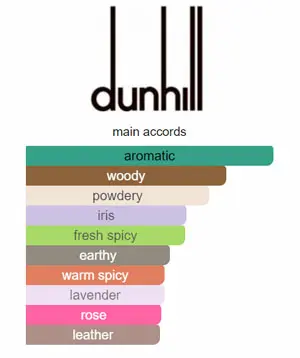 dunhill
main accords
aromatic
woody
powdery
iris
fresh spicy
earthy
warm spicy
lavender
rose
leather